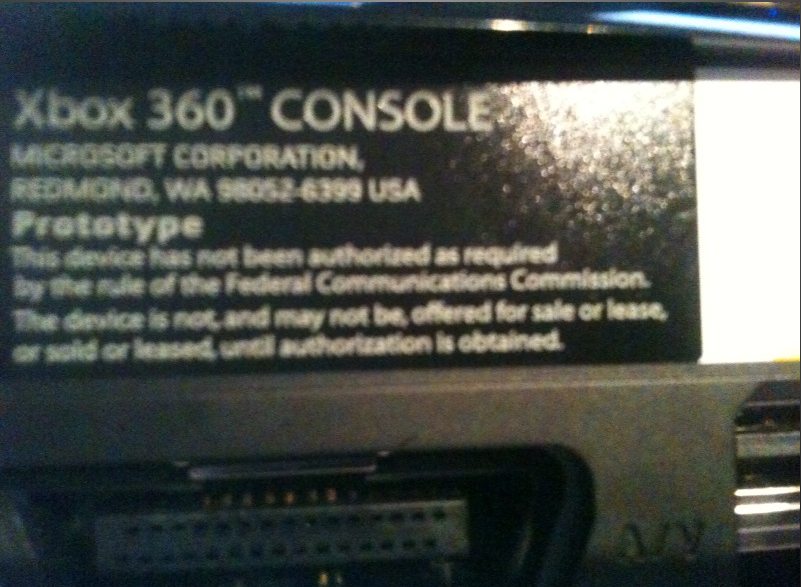 Xbox 360™ CONSOLE
MICROSOFT CORPORATION,
REDMOND, WA 98052-6399 USA
Prototype
This device has not been authorized as required
by the rule of the Federal Communications Commission.
The device is not, and may not be, offered for sale or lease,
or sold or leased, until authorization is obtained.
A/V